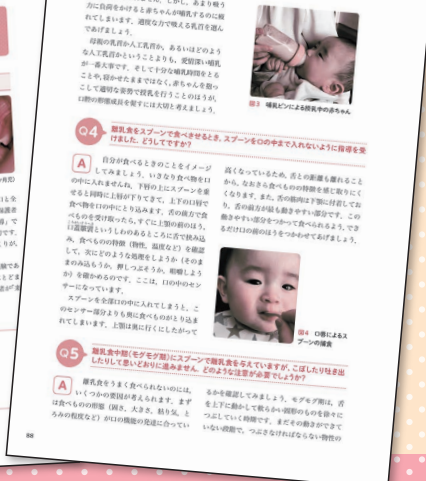 力に負荷をかけると赤ちゃんが哺乳するのに疲
れてしまいます。適度な力で吸える乳首を選ん
であげましょう。
母親の乳首か人工乳首か、あるいはどのよう
な人工乳首かということよりも、愛情深い哺乳
が一番大事です。そして十分な哺乳時間をとる
ことや、寝かせたままではなく、赤ちゃんを抱っ
こして適切な姿勢で授乳を行うことのほうが、
口腔の形態成長を促すには大切と考えましょう。
図3 哺乳ビンによる授乳中の赤ちゃん
Q4
離乳食をスプーンで食べさせるとき、スプーンを口の中まで入れないように指導を受
けました。どうしてですか?
A
自分が食べるときのことをイメージ
してみましょう。いきなり食べ物を口
の中に入れませんね。下唇の上にスプーンを乗
せると同時に上唇が下りてきて、上下の口唇で
食べ物を口の中にとり込みます。舌の破力で食
べものを受け取ったら、すぐに上顎の前のほう、
口蓋皺襞というしわのあるところに舌で挟み込
み、食べものの特徴(物性、温度など)を確認
して、次にどのような処理をしようか(そのま
まのみ込もうか、押しつぶそうか、咀嚼しよう
か)を確かめるのです。ここは、口の中のセン
サーになっています。
スプーンを全部口の中に入れてしまうと、こ
のセンサー部分よりも奥に食べものがとり込ま
れてしまいます。上顎は奥に行くにしたがって
高くなっているため、舌との距離も離れること
から、なおさら食べものの特徴を感じ取りにく
くなります。また、舌の筋肉は下顎に付着してお
り、舌の前方が最も動きやすい部分です。この
動きやすい部分をつかって食べられるよう、でき
るだけ口の前のほうをつかわせてあげましょう。
図4 口唇によるス
プーンの捕食
Q5
離乳食中期(モグモグ期)にスプーンで離乳食を与えていますが、こぼしたり吐き出
したりして思いどおりに進みません。どのような注意が必要でしょうか?
A
離乳食をうまく食べられないのには、
いくつかの要因が考えられます。まず
は食べものの形態(固さ、大きさ、粘り気、と
ろみの程度など)が口の機能の発達に合ってい
るかを確認してみましょう。モグモグ期は、舌
を上下に動かして軟らかい固形のものを徐々に
つぶしていく時期です。まだその動きができて
いない段階で、つぶさなければならない物性の
88